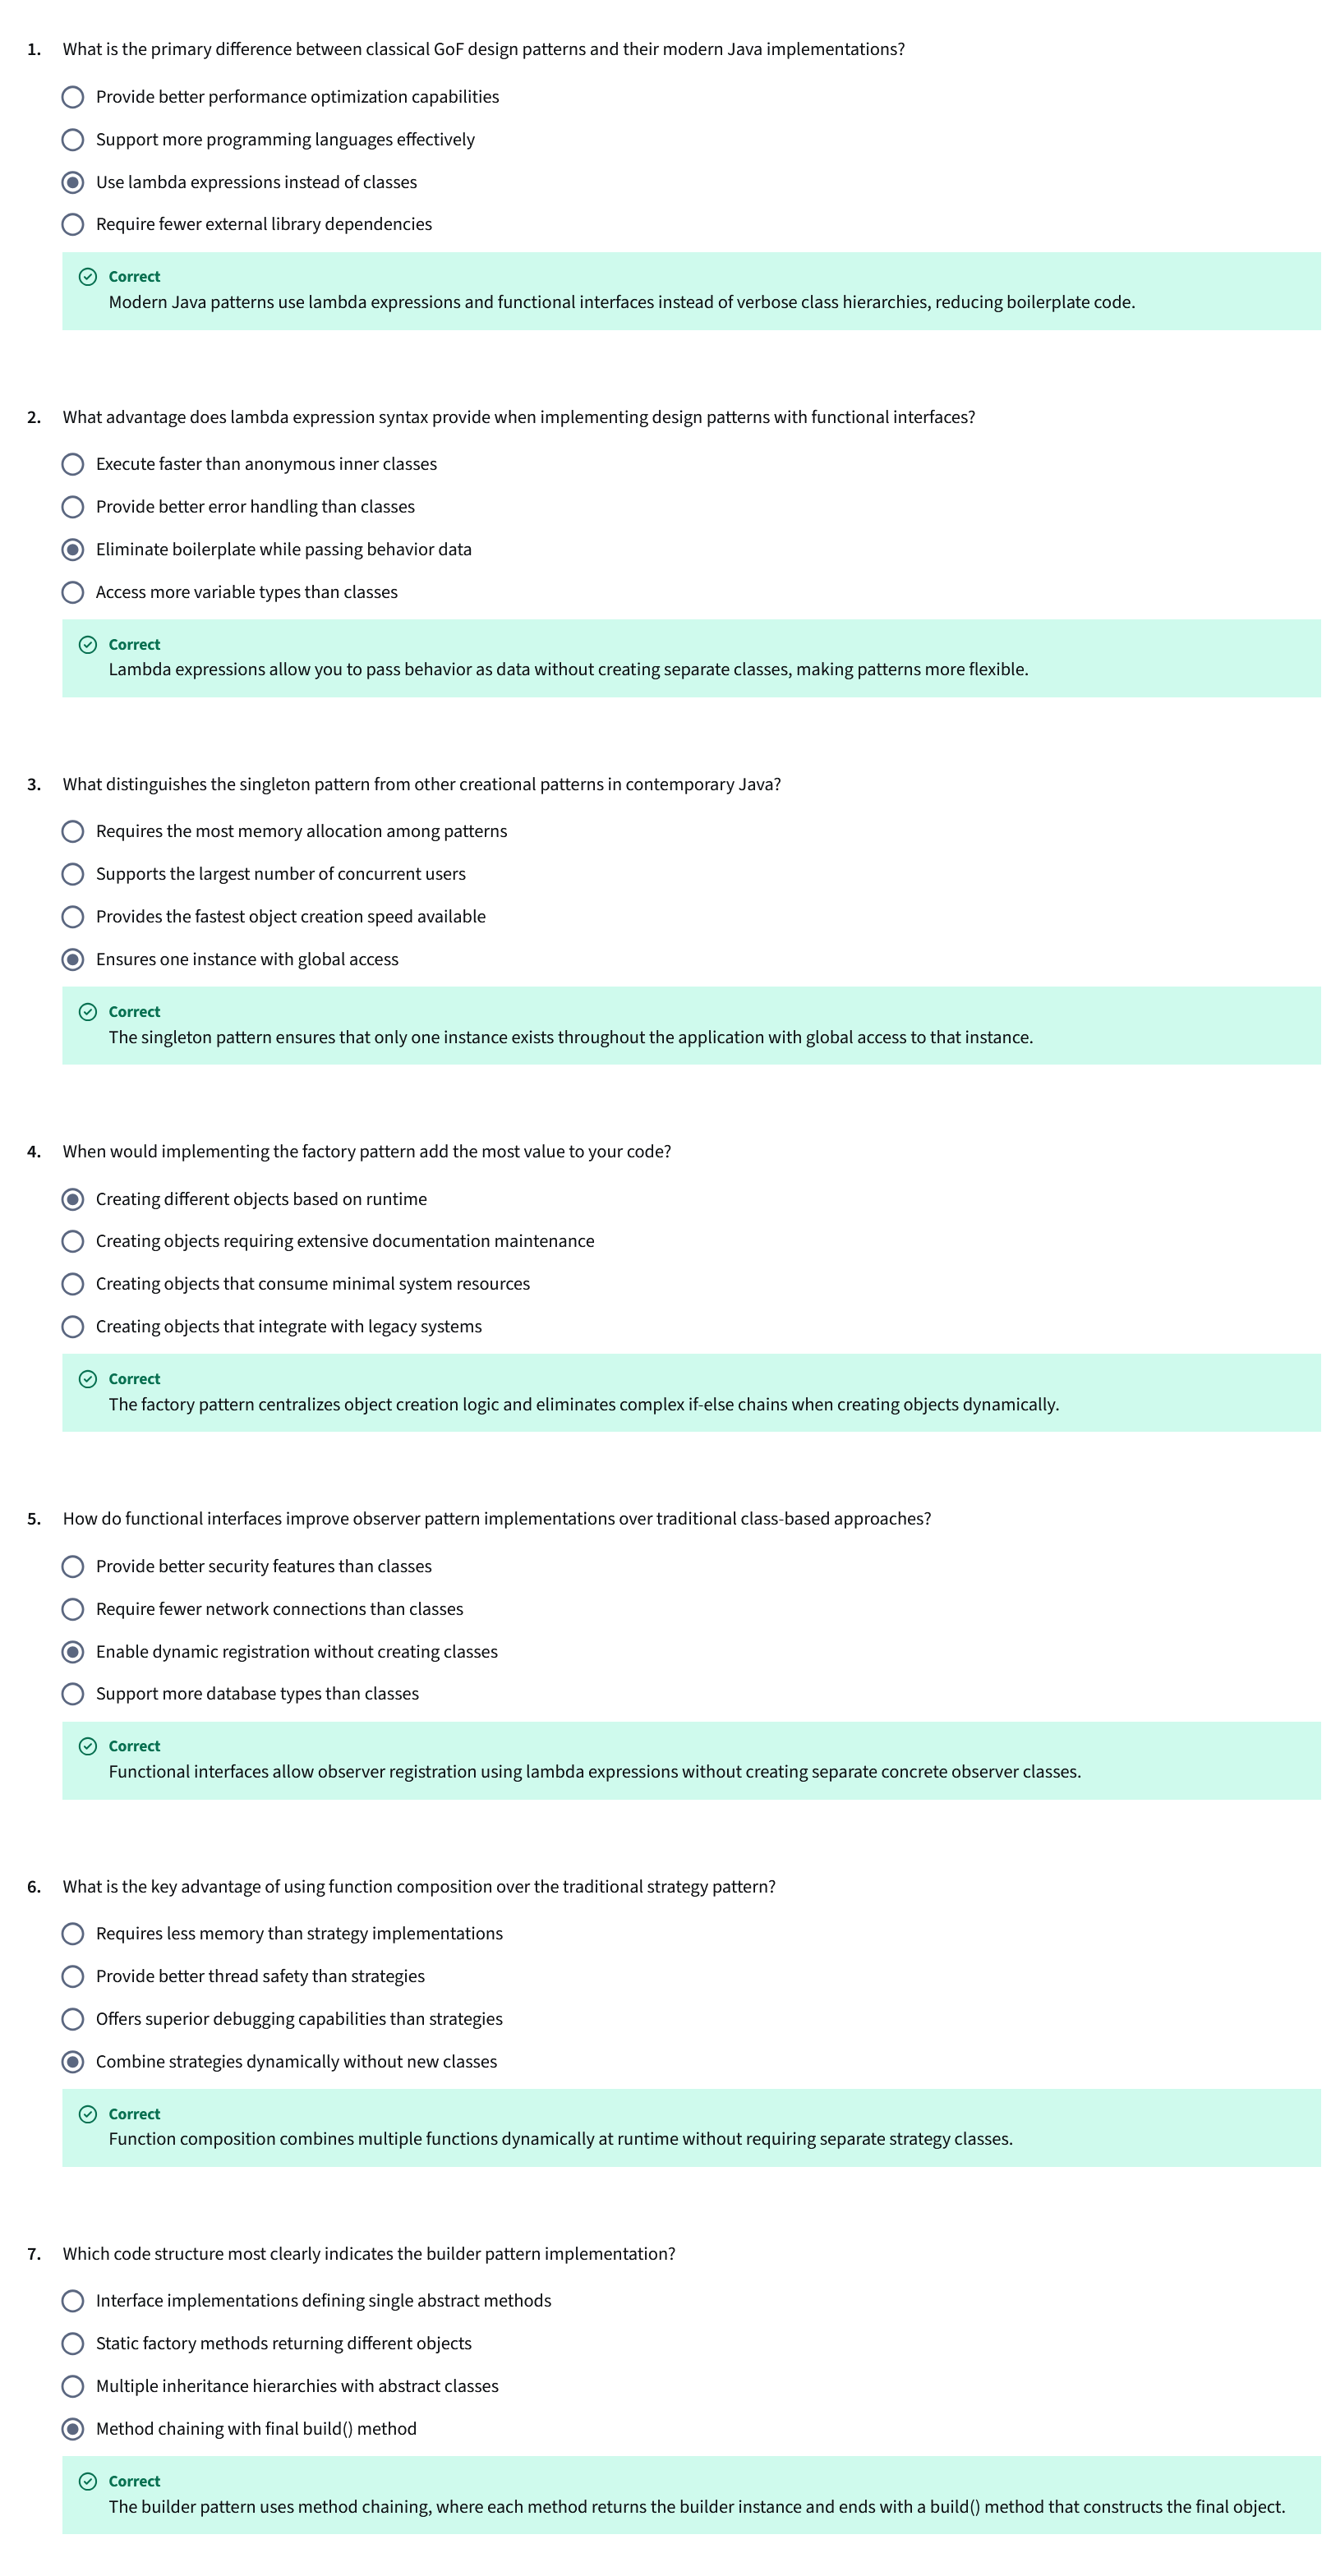 1. What is the primary difference between classical GoF design patterns and their modern Java implementations?
Provide better performance optimization capabilities
Support more programming languages effectively
Use lambda expressions instead of classes
Require fewer external library dependencies
Correct
Modern Java patterns use lambda expressions and functional interfaces instead of verbose class hierarchies, reducing boilerplate code.
2. What advantage does lambda expression syntax provide when implementing design patterns with functional interfaces?
Execute faster than anonymous inner classes
Provide better error handling than classes
Eliminate boilerplate while passing behavior data
Access more variable types than classes
Correct
Lambda expressions allow you to pass behavior as data without creating separate classes, making patterns more flexible.
3. What distinguishes the singleton pattern from other creational patterns in contemporary Java?
Requires the most memory allocation among patterns
Supports the largest number of concurrent users
Provides the fastest object creation speed available
Ensures one instance with global access
Correct
The singleton pattern ensures that only one instance exists throughout the application with global access to that instance.
4. When would implementing the factory pattern add the most value to your code?
Creating different objects based on runtime
Creating objects requiring extensive documentation maintenance
Creating objects that consume minimal system resources
Creating objects that integrate with legacy systems
Correct
The factory pattern centralizes object creation logic and eliminates complex if-else chains when creating objects dynamically.
5. How do functional interfaces improve observer pattern implementations over traditional class-based approaches?
Provide better security features than classes
Require fewer network connections than classes
Enable dynamic registration without creating classes
Support more database types than classes
Correct
Functional interfaces allow observer registration using lambda expressions without creating separate concrete observer classes.
6. What is the key advantage of using function composition over the traditional strategy pattern?
Requires less memory than strategy implementations
Provide better thread safety than strategies
Offers superior debugging capabilities than strategies
Combine strategies dynamically without new classes
Correct
Function composition combines multiple functions dynamically at runtime without requiring separate strategy classes.
7. Which code structure most clearly indicates the builder pattern implementation?
Interface implementations defining single abstract methods
Static factory methods returning different objects
Multiple inheritance hierarchies with abstract classes
Method chaining with final build() method
Correct
The builder pattern uses method chaining, where each method returns the builder instance and ends with a build() method that constructs the final object.